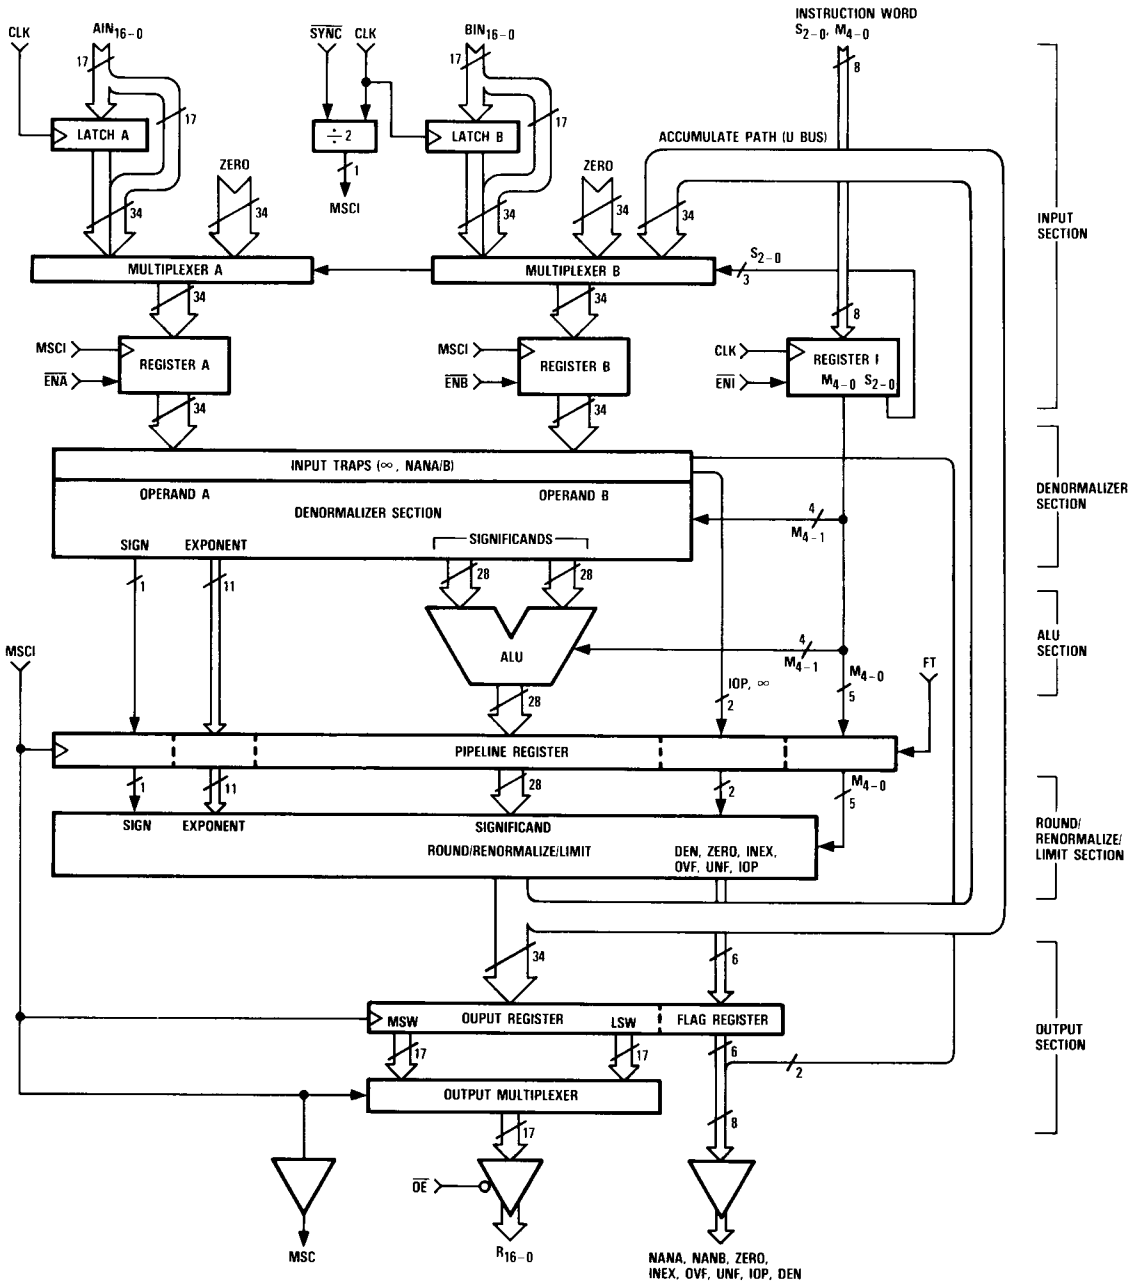 INSTRUCTION WORD
CLK AIN16-0 SYNC CLK BIN16-0 S2-0, M4-0
17 17 8
LATCH A 17 ÷ 2 LATCH B 17 ACCUMULATE PATH (U BUS)
ZERO 1 ZERO
MSCI
34 34 34 34 34
INPUT
SECTION
MULTIPLEXER A MULTIPLEXER B S2-0
3
34 34 8
MSCI REGISTER A MSCI REGISTER B CLK REGISTER I
ENA ENB ENI M4-0 S2-0
34 34
INPUT TRAPS (∞, NANA/B)
OPERAND A OPERAND B
DENORMALIZER SECTION
4
M4-1
DENORMALIZER
SECTION
SIGN EXPONENT SIGNIFICANDS
1 11 28 28
ALU
4
M4-1
ALU
SECTION
MSCI 28 IOP, ∞ 2 M4-0 5 FT
PIPELINE REGISTER
1 11 28 2 M4-0 5
SIGN EXPONENT SIGNIFICAND
ROUND/RENORMALIZE/LIMIT DEN, ZERO, INEX,
OVF, UNF, IOP
ROUND/
RENORMALIZE/
LIMIT SECTION
34 6
MSW OUPUT REGISTER LSW FLAG REGISTER
17 17 6 2
OUTPUT
SECTION
OUTPUT MULTIPLEXER
17 8
OE
MSC R16-0 NANA, NANB, ZERO,
INEX, OVF, UNF, IOP, DEN